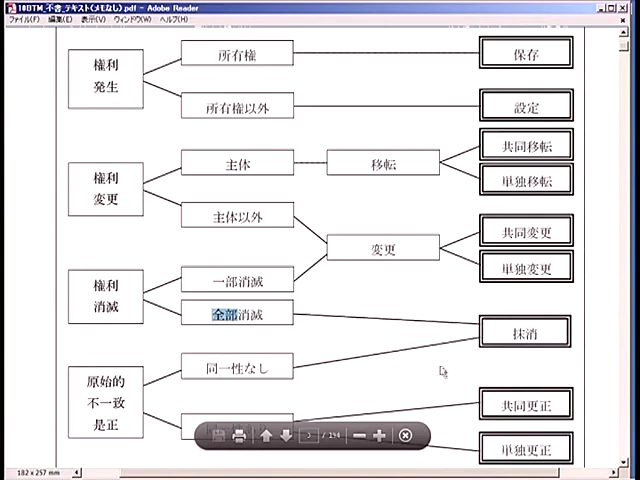 10BTM_不書_テキスト(メモなし).pdf - Adobe Reader
ファイル(F) 編集(E) 表示(V) ウィンドウ(W) ヘルプ(H)
権利
発生
所有権
保存
所有権以外
設定
権利
変更
主体
移転
共同移転
単独移転
主体以外
変更
共同変更
単独変更
権利
消滅
一部消滅
全部消滅
抹消
原始的
不一致
是正
同一性なし
共同更正
単独更正
/ 294
182 x 257 mm